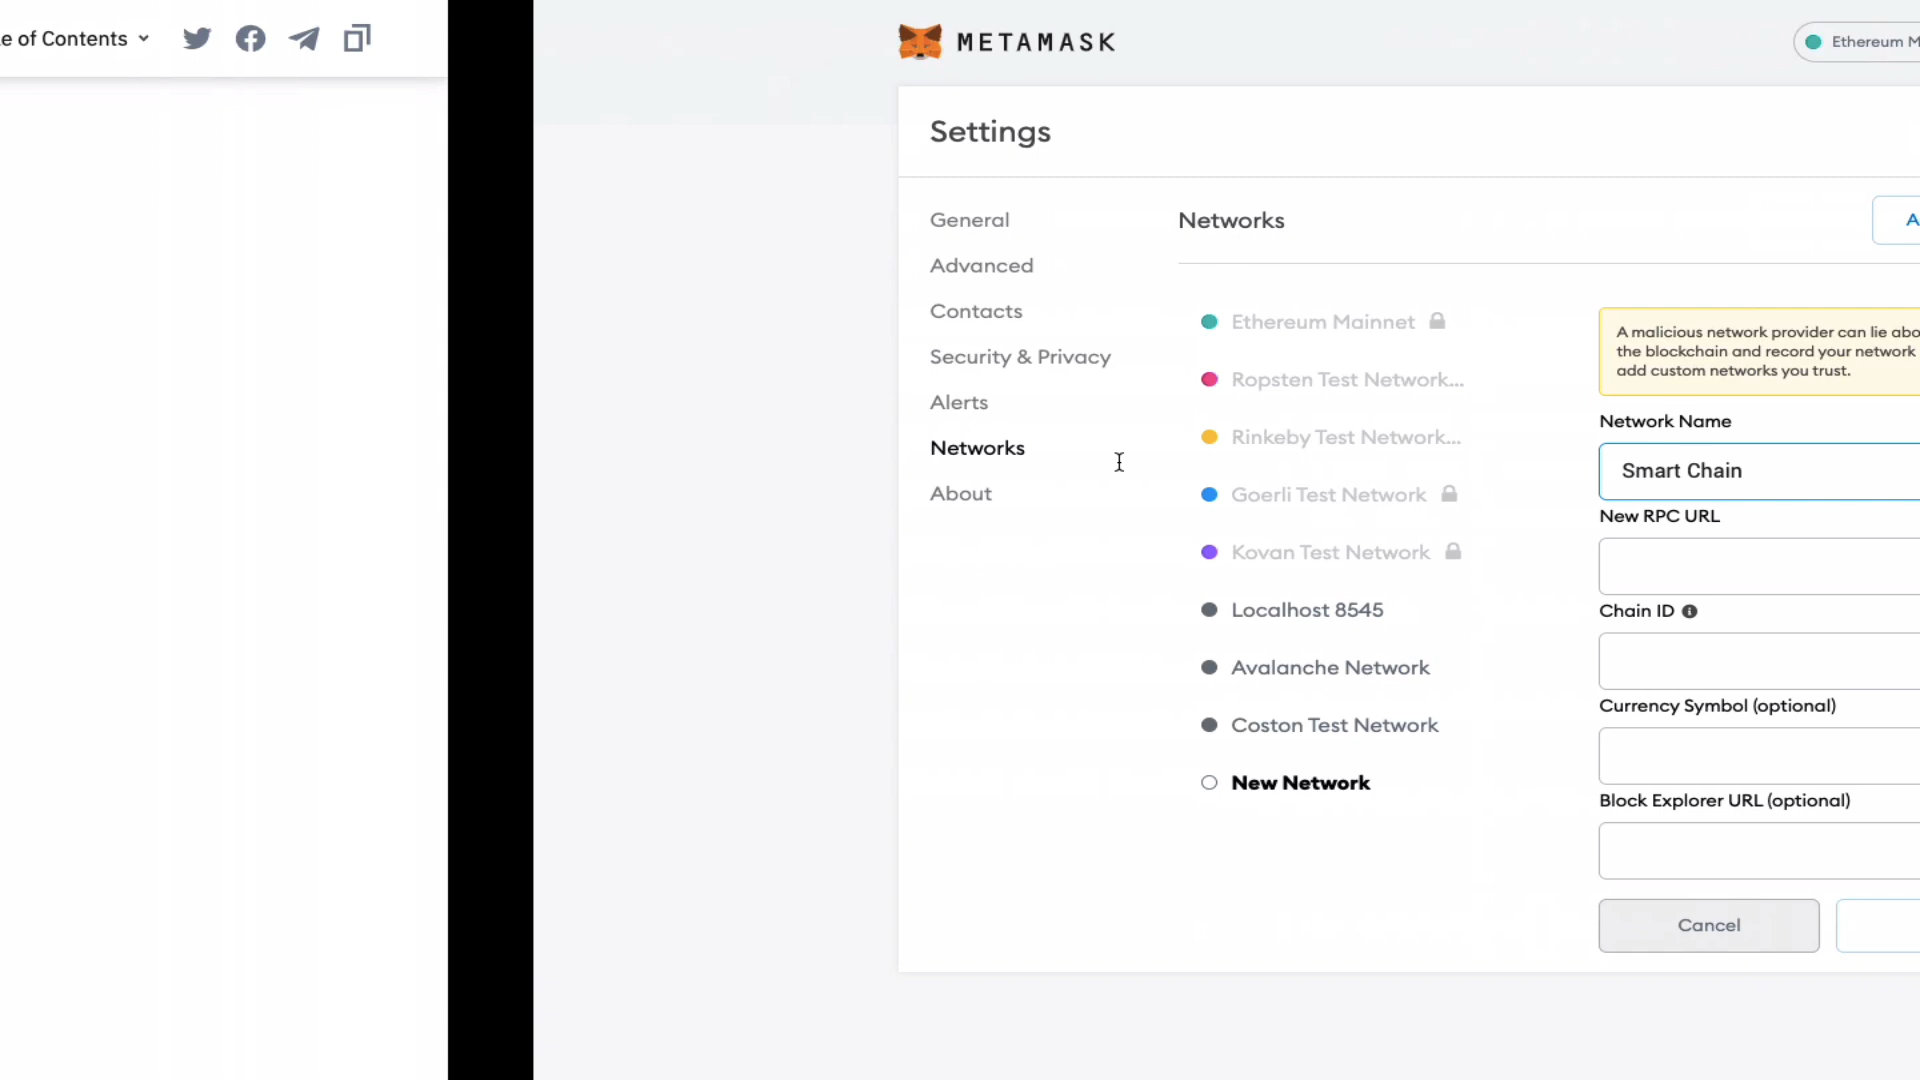 e of Contents
METAMASK
Ethereum M
Settings
General
Advanced
Contacts
Security & Privacy
Alerts
Networks
About
Networks
A
Ethereum Mainnet
Ropsten Test Network...
Rinkeby Test Network...
Goerli Test Network
Kovan Test Network
Localhost 8545
Avalanche Network
Coston Test Network
New Network
A malicious network provider can lie abo
the blockchain and record your network
add custom networks you trust.
Network Name
Smart Chain
New RPC URL
Chain ID
Currency Symbol (optional)
Block Explorer URL (optional)
Cancel